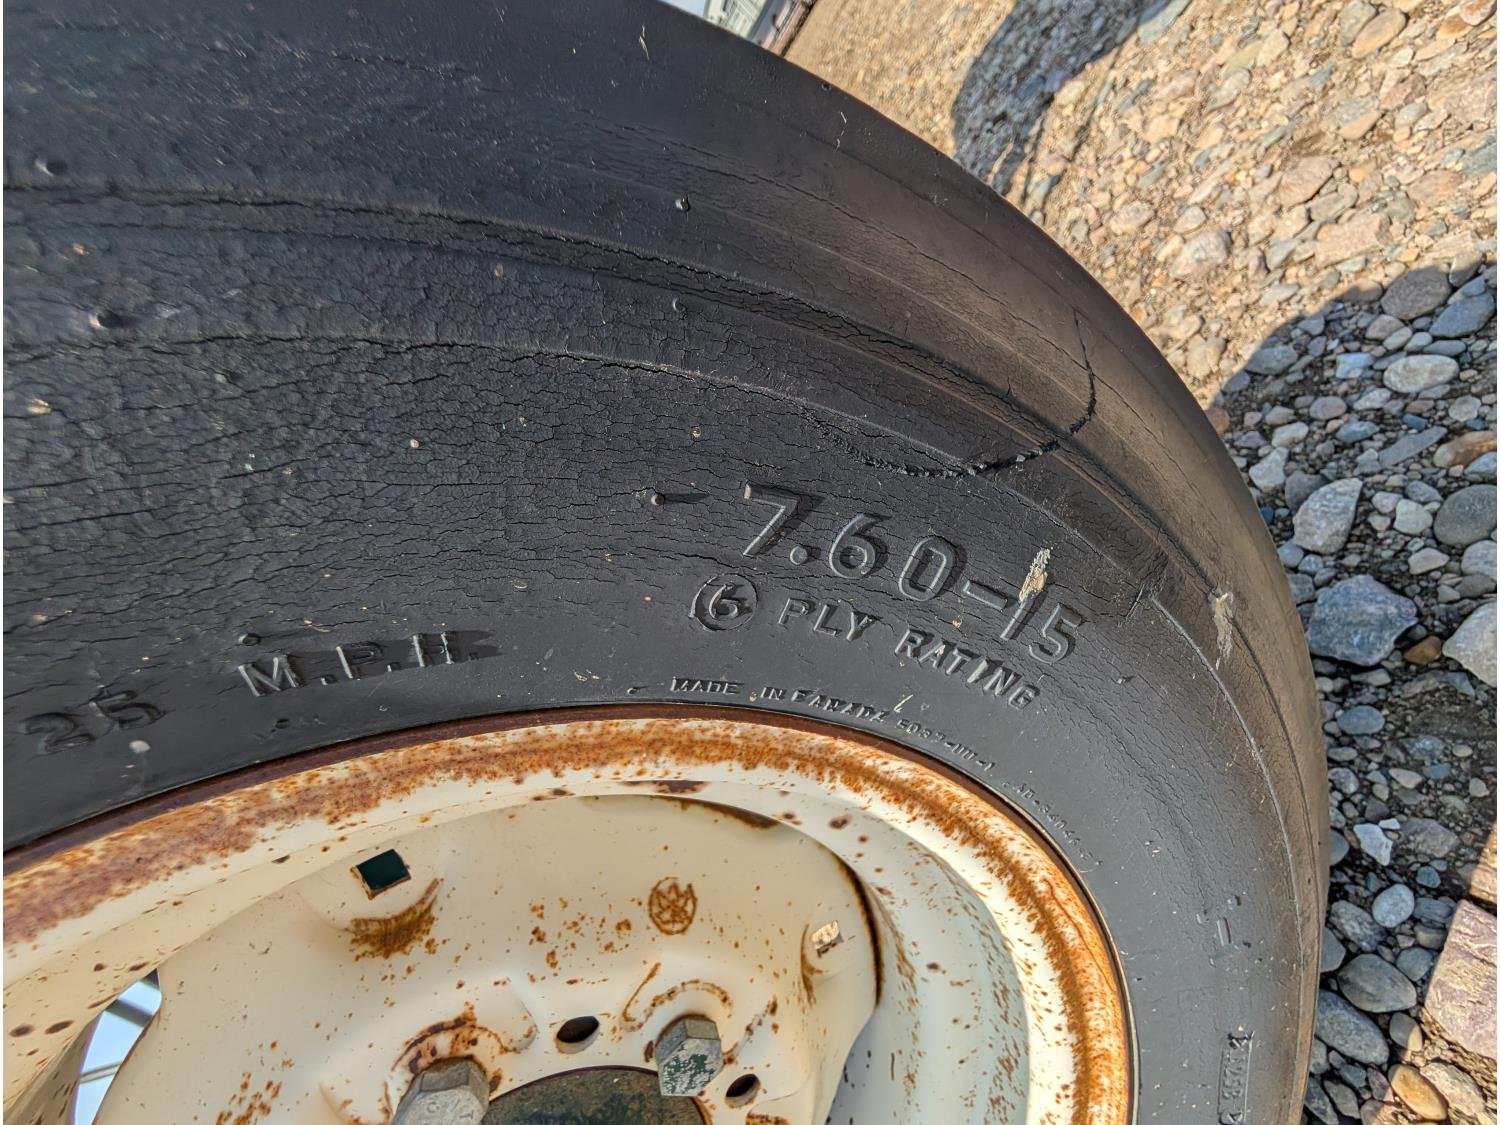 7.60-15
6 PLY RATING
25 M.P.H.
MADE IN CANADA